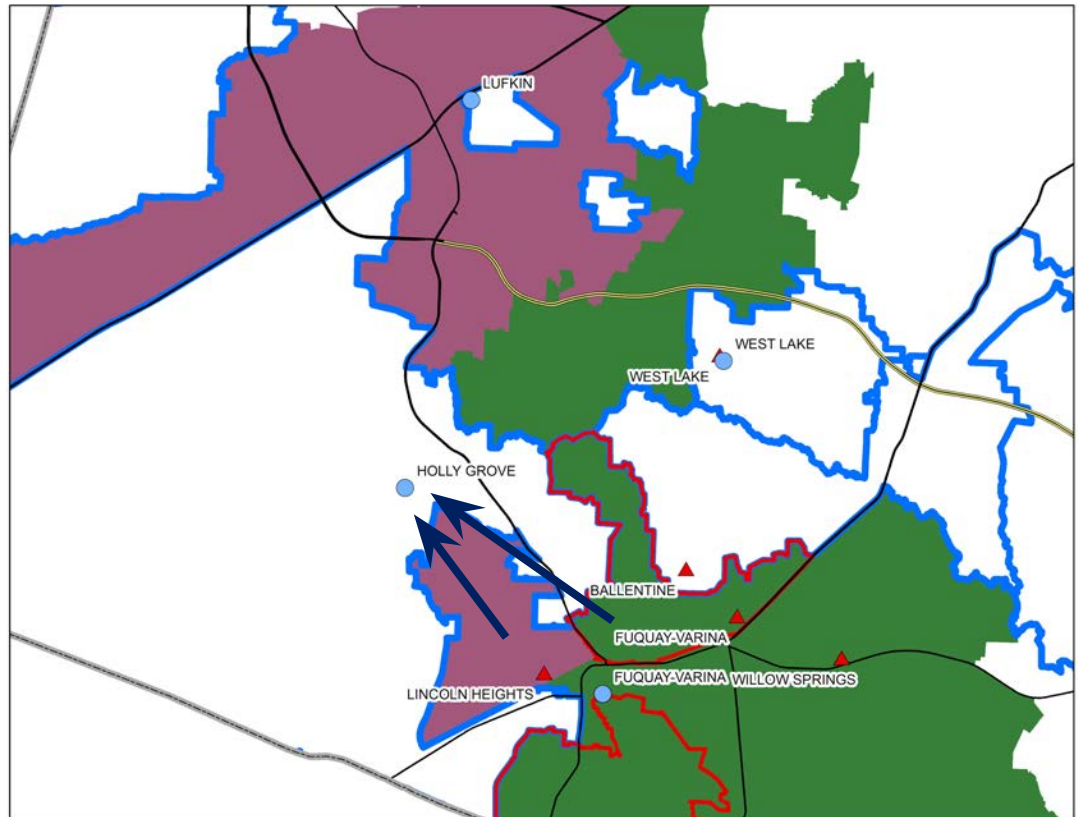 LUFKIN
WEST LAKE
WEST LAKE
HOLLY GROVE
BALLENTINE
FUQUAY-VARINA
FUQUAY-VARINA
WILLOW SPRINGS
LINCOLN HEIGHTS